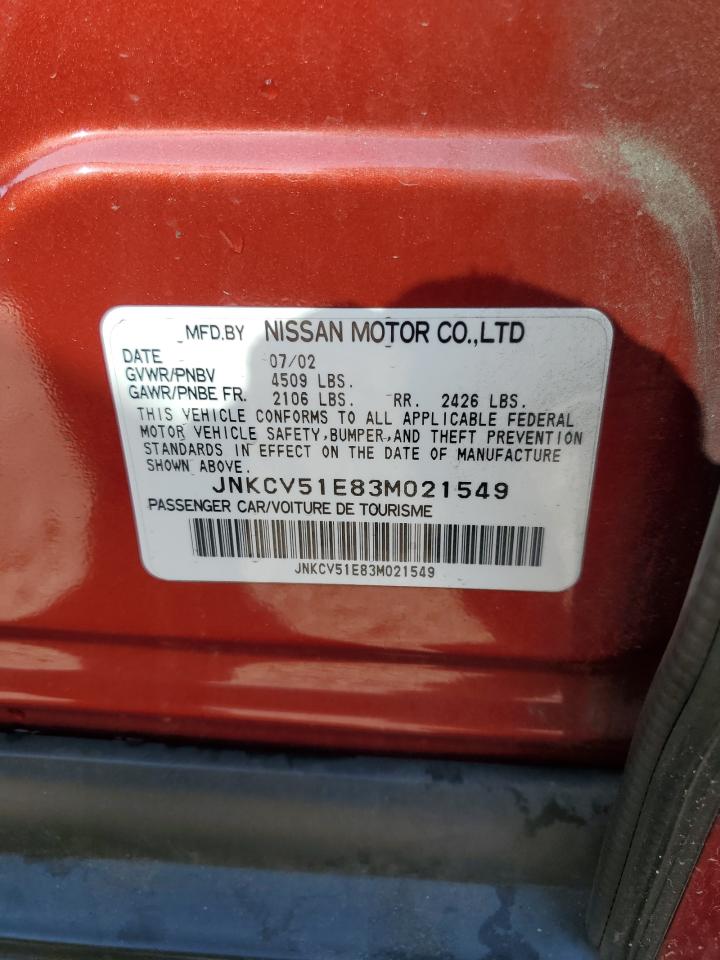 MFD.BY NISSAN MOTOR CO.,LTD
DATE 07/02
GVWR/PNBV 4509 LBS.
GAWR/PNBE FR. 2106 LBS. RR. 2426 LBS.
THIS VEHICLE CONFORMS TO ALL APPLICABLE FEDERAL
MOTOR VEHICLE SAFETY,BUMPER,AND THEFT PREVENTION
STANDARDS IN EFFECT ON THE DATE OF MANUFACTURE
SHOWN ABOVE.
JNKCV51E83M021549
PASSENGER CAR/VOITURE DE TOURISME
JNKCV51E83M021549